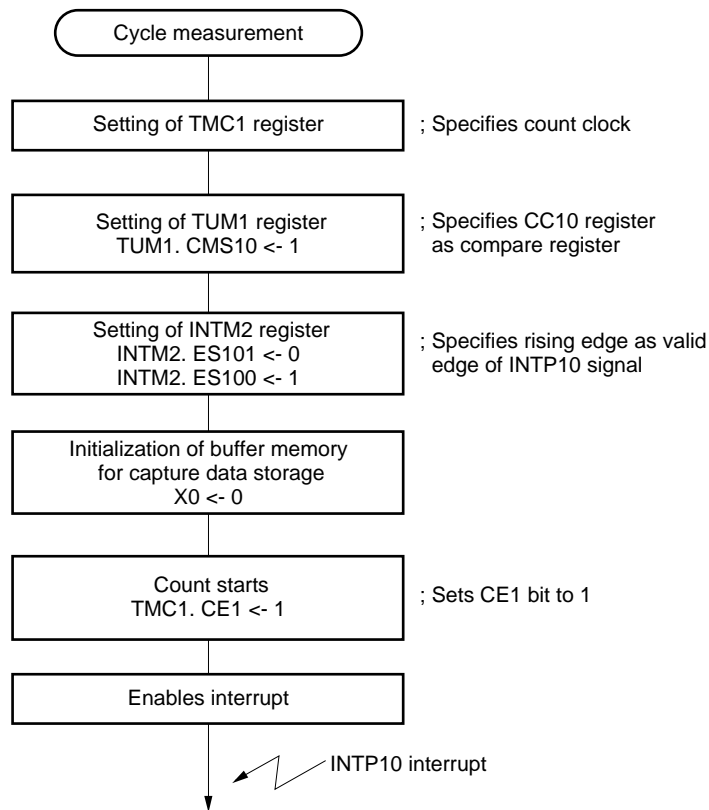 Cycle measurement
Setting of TMC1 register
; Specifies count clock
Setting of TUM1 register
TUM1. CMS10 <- 1
; Specifies CC10 register
as compare register
Setting of INTM2 register
INTM2. ES101 <- 0
INTM2. ES100 <- 1
; Specifies rising edge as valid
edge of INTP10 signal
Initialization of buffer memory
for capture data storage
X0 <- 0
Count starts
TMC1. CE1 <- 1
; Sets CE1 bit to 1
Enables interrupt
INTP10 interrupt